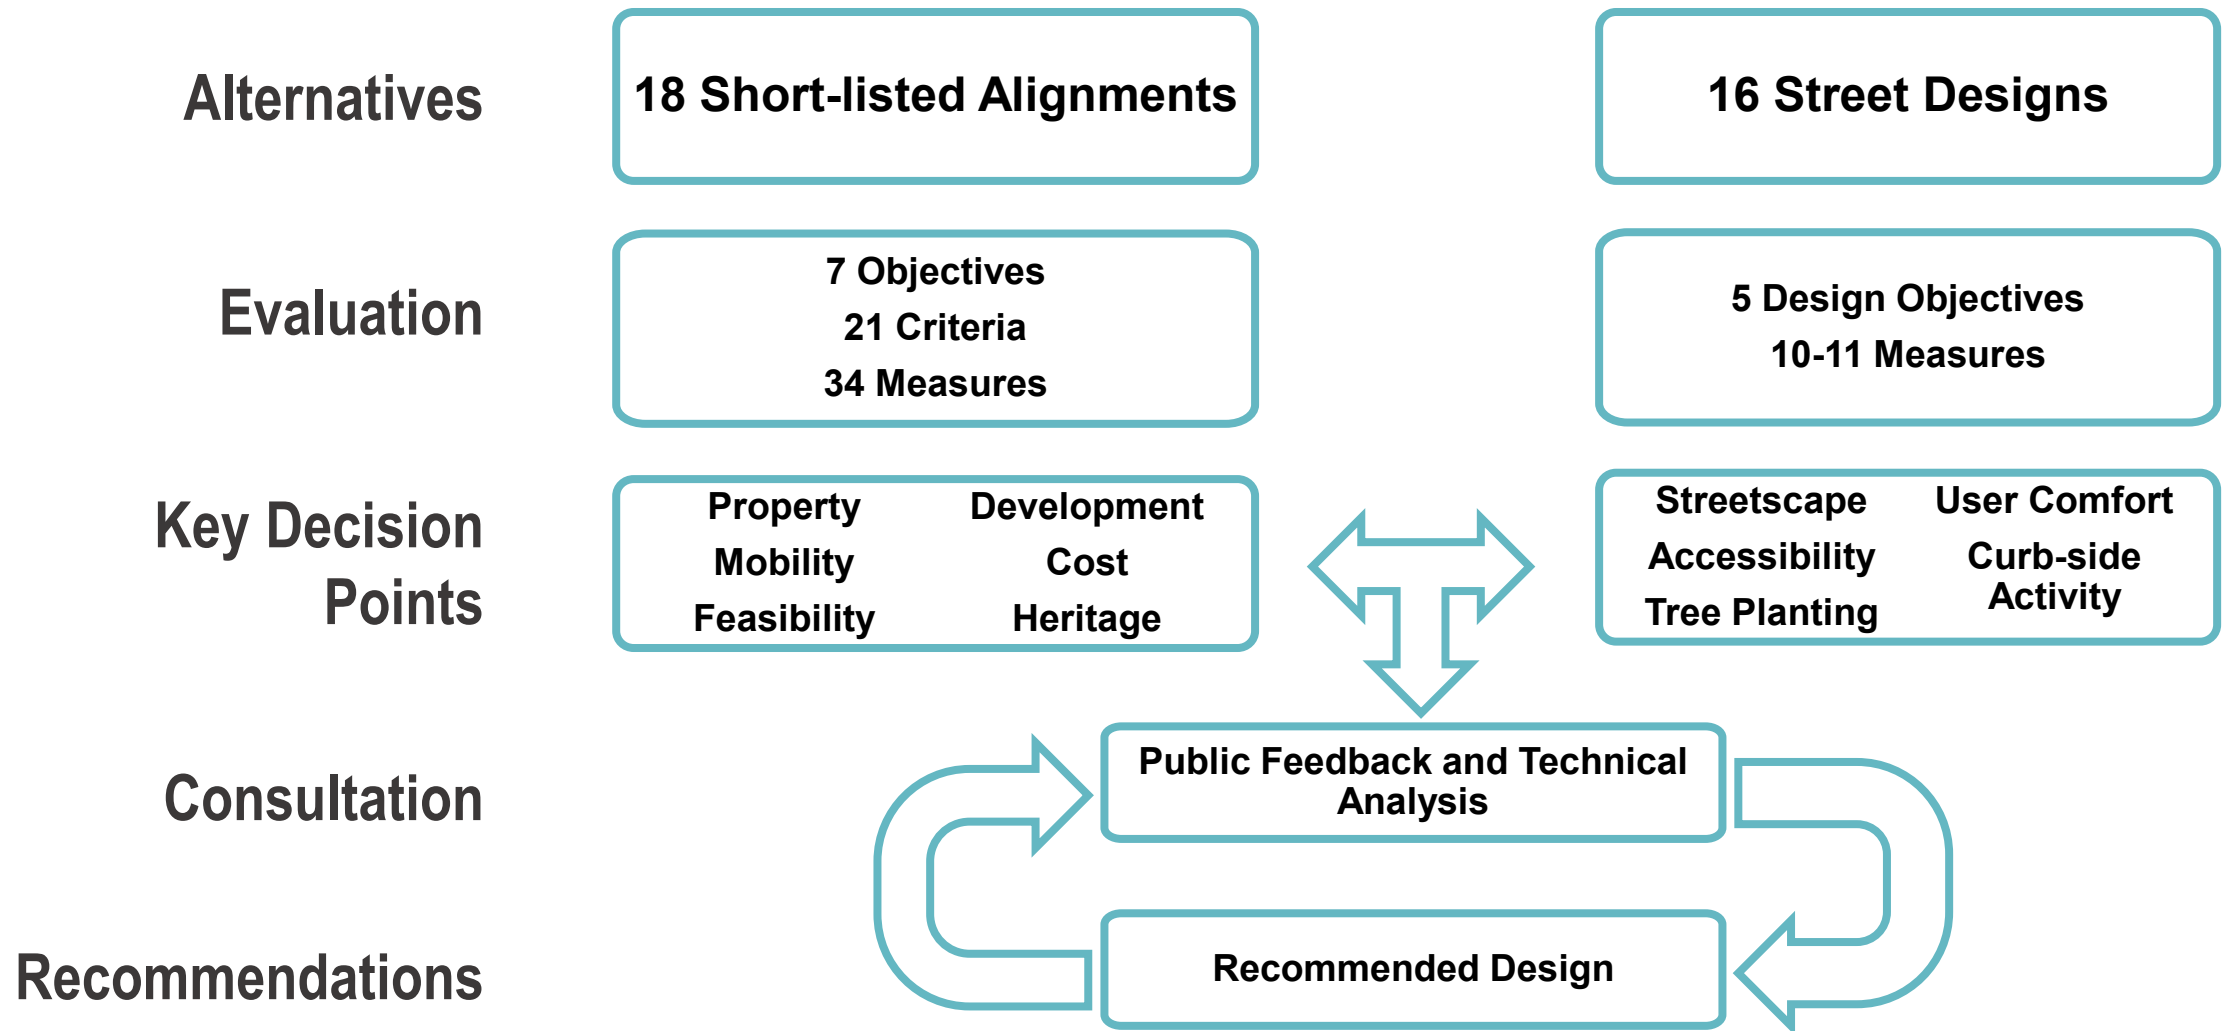 Alternatives
18 Short-listed Alignments
16 Street Designs
Evaluation
7 Objectives
21 Criteria
34 Measures
5 Design Objectives
10-11 Measures
Key Decision
Points
Property
Mobility
Feasibility
Development
Cost
Heritage
Streetscape
Accessibility
Tree Planting
User Comfort
Curb-side
Activity
Consultation
Public Feedback and Technical
Analysis
Recommendations
Recommended Design